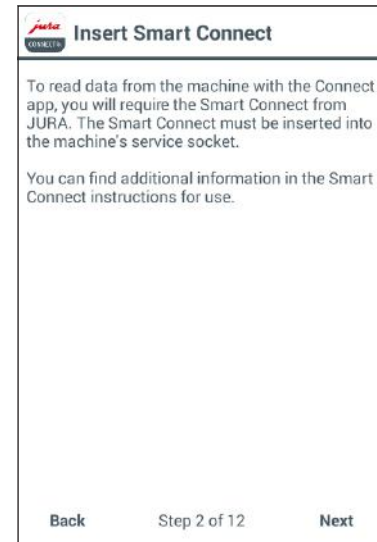 jura
CONNECT
Insert Smart Connect
To read data from the machine with the Connect
app, you will require the Smart Connect from
JURA. The Smart Connect must be inserted into
the machine's service socket.
You can find additional information in the Smart
Connect instructions for use.
Back Step 2 of 12 Next